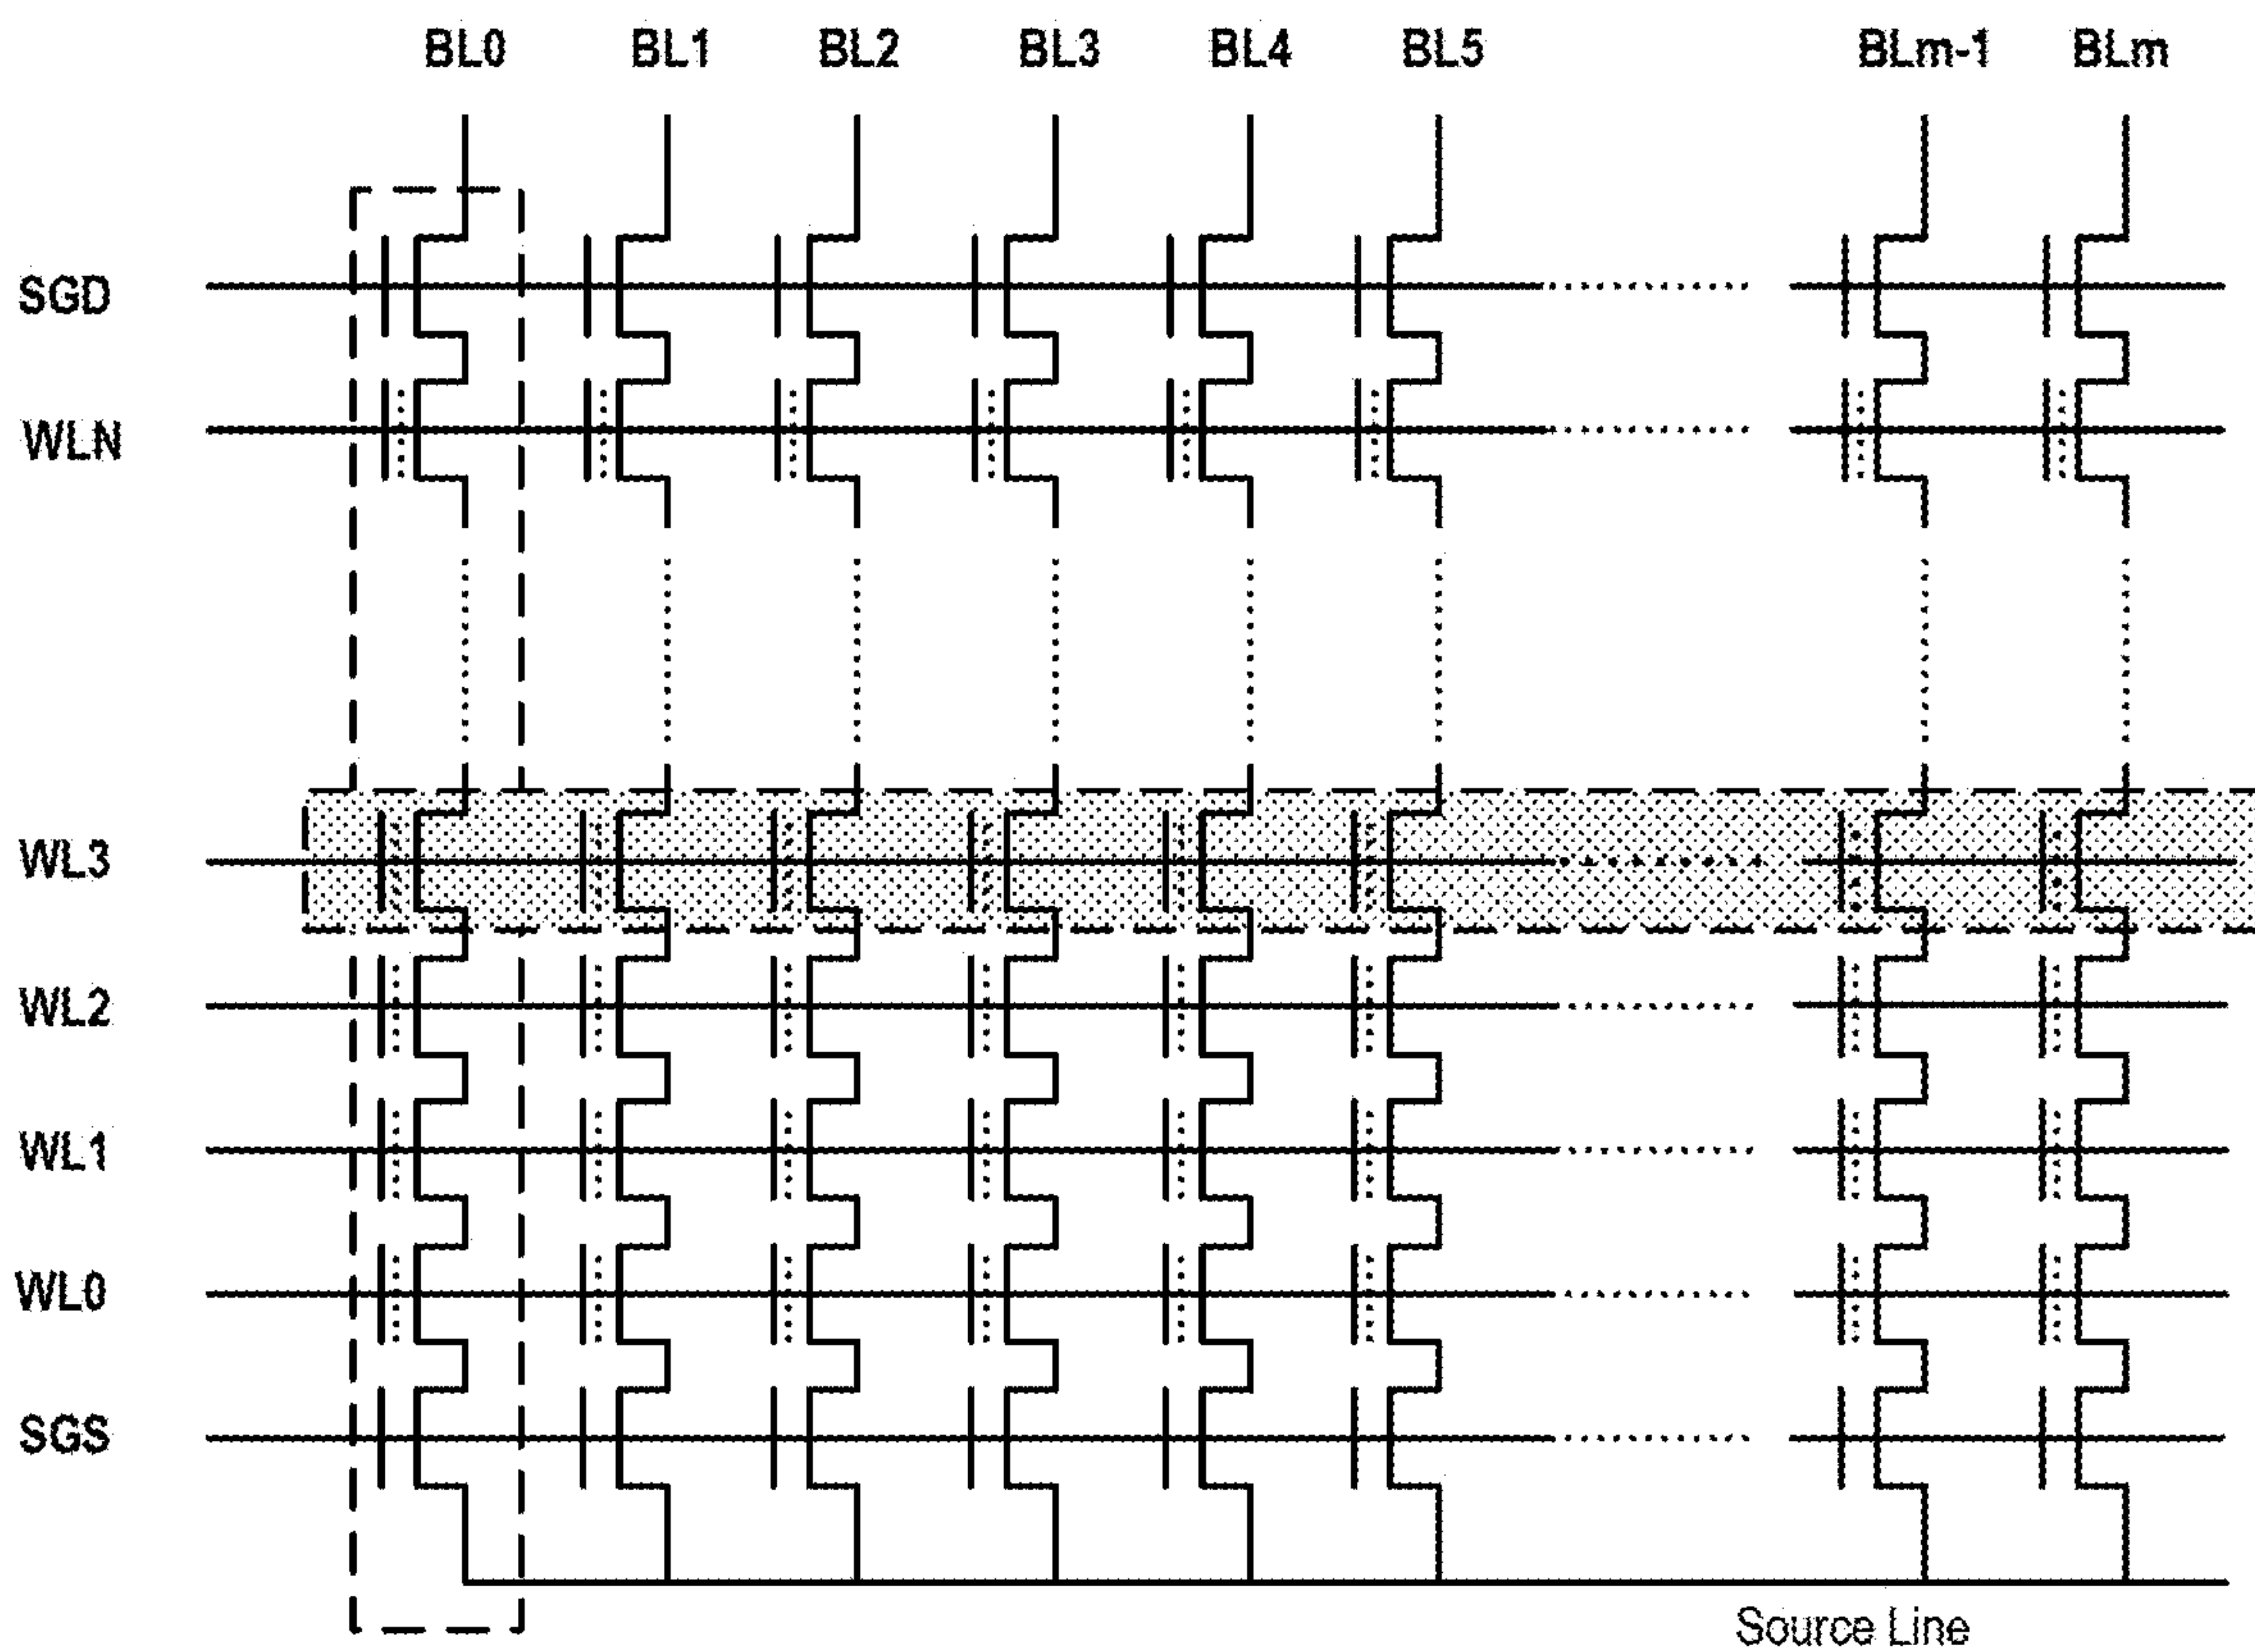 BL0 BL1 BL2 BL3 BL4 BL5 BLm-1 BLm
SGD
WLN
WL3
WL2
WL1
WL0
SGS
Source Line